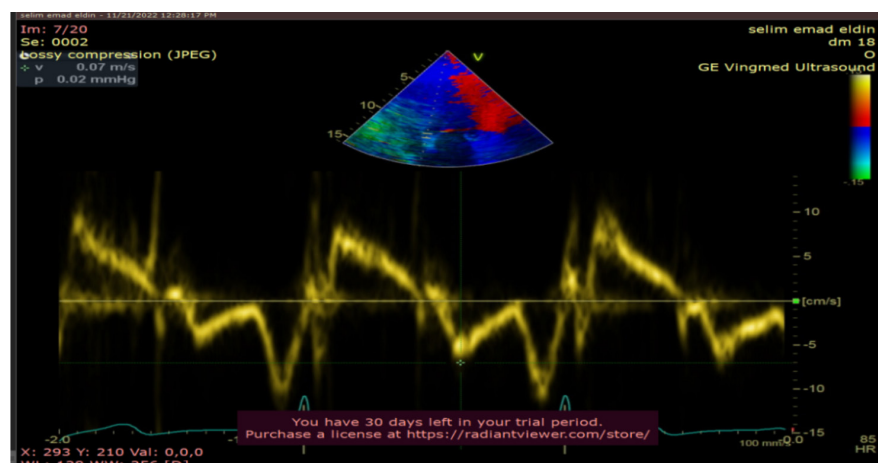 selim emad eldin - 11/21/2022 12:28:17 PM
Im: 7/20
Se: 0002
Lossy compression (JPEG)
v 0.07 m/s
p 0.02 mmHg
selim emad eldin
dm 18
O
GE Vingmed Ultrasound
V
5
10
15
-.15
10
5
[cm/s]
-5
-10
-15
-2.0
You have 30 days left in your trial period.
Purchase a license at https://radiantviewer.com/store/
100 mm/s
0.0
85
HR
X: 293 Y: 210 Val: 0,0,0